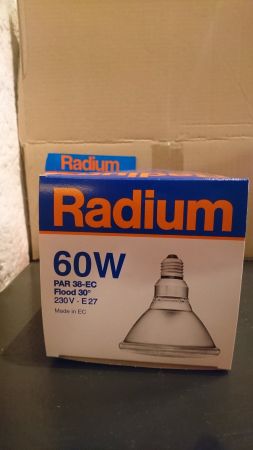 Radium
Radium
60W
PAR 38-EC
Flood 30°
230V - E27
Made in EC